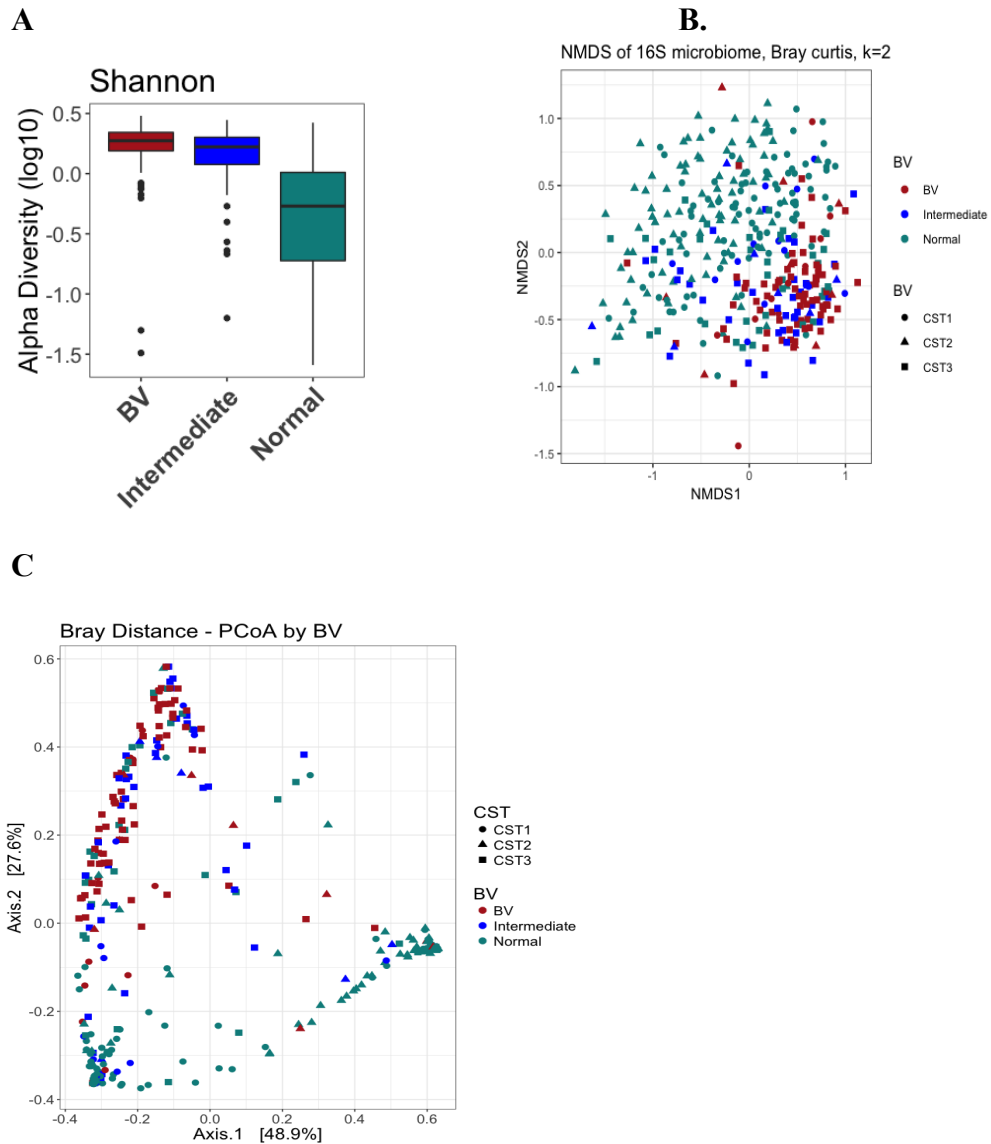 A
B.
Shannon
Alpha Diversity (log10)
0.5
0.0
-0.5
-1.0
-1.5
BV
Intermediate
Normal
NMDS of 16S microbiome, Bray curtis, k=2
NMDS2
1.0
0.5
0.0
-0.5
-1.0
-1.5
-1
0
1
NMDS1
BV
BV
Intermediate
Normal
BV
CST1
CST2
CST3
C
Bray Distance - PCoA by BV
Axis.2 [27.6%]
0.6
0.4
0.2
0.0
-0.2
-0.4
-0.4
-0.2
0.0
0.2
0.4
0.6
Axis.1 [48.9%]
CST
CST1
CST2
CST3
BV
BV
Intermediate
Normal